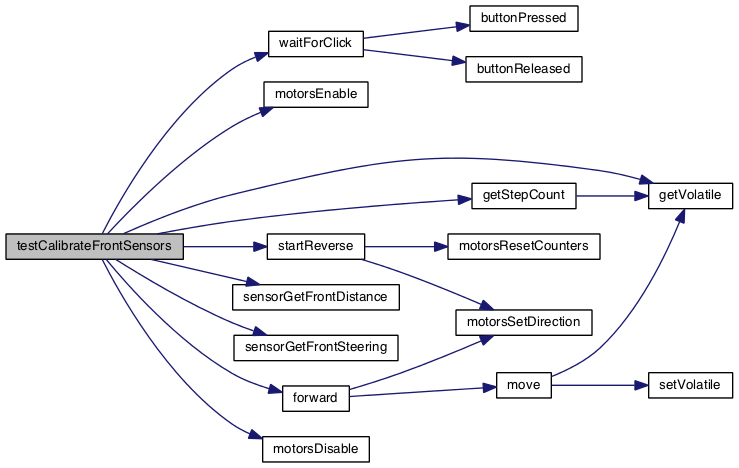 buttonPressed
waitForClick
buttonReleased
motorsEnable
getStepCount
getVolatile
testCalibrateFrontSensors
startReverse
motorsResetCounters
sensorGetFrontDistance
motorsSetDirection
sensorGetFrontSteering
move
setVolatile
forward
motorsDisable